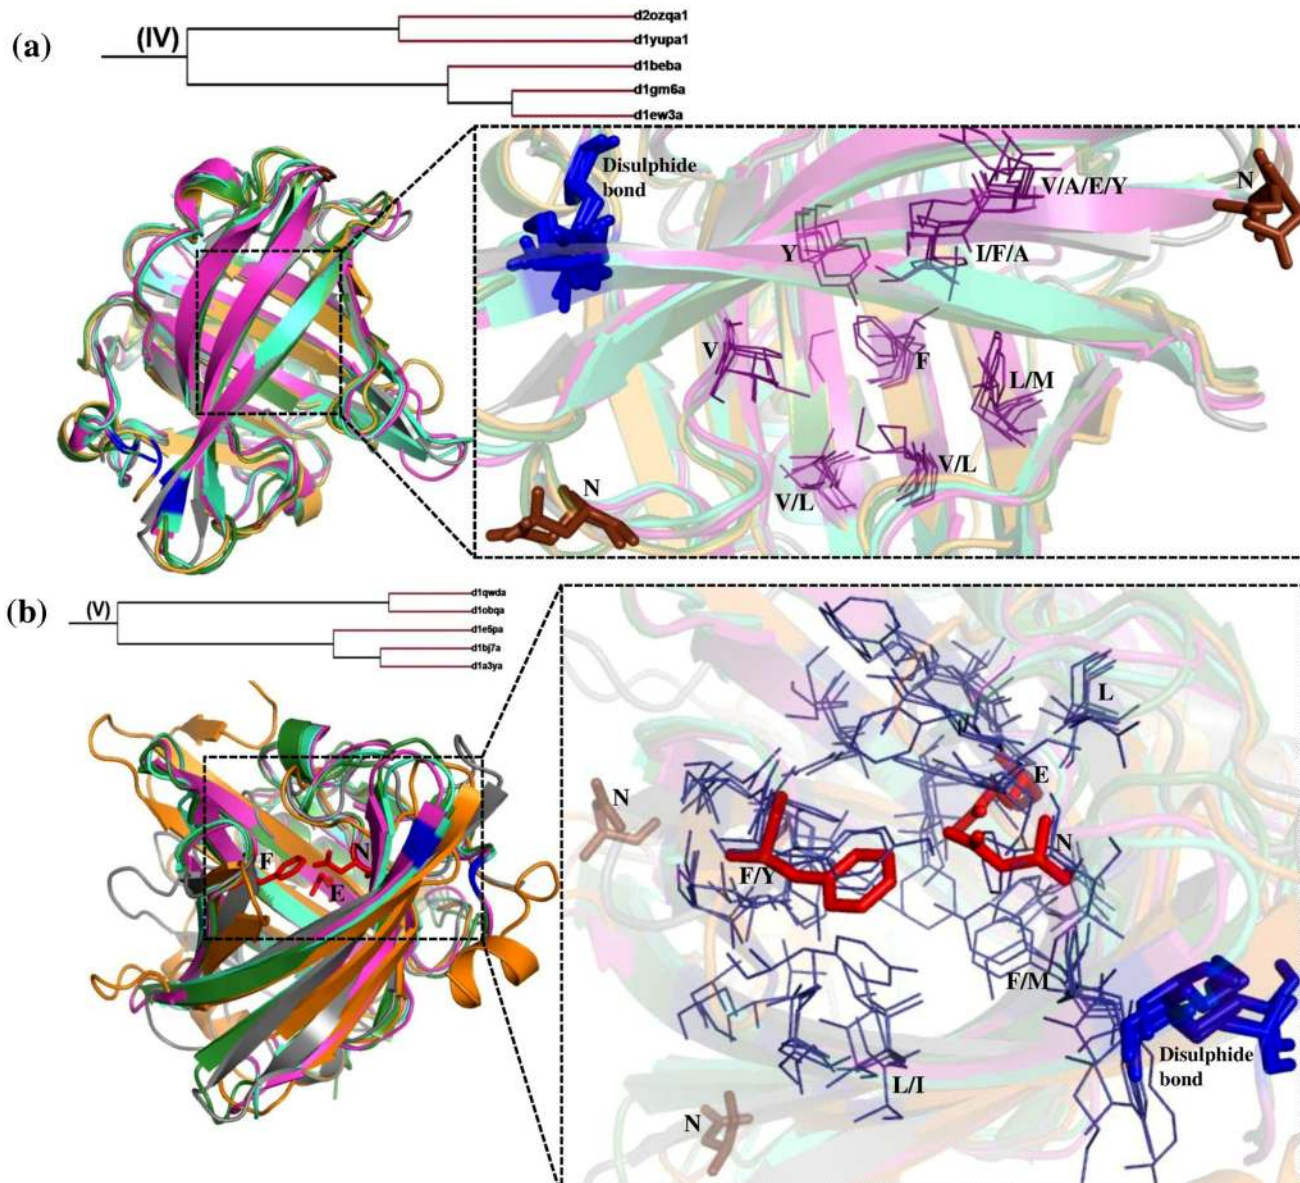 (a)
(IV)
d2ozqa1
d1yupa1
d1beba
d1gm6a
d1ew3a
Disulphide
bond
V/A/E/Y
N
Y
I/F/A
V
F
L/M
V/L
V/L
N
(b)
(V)
d1qwda
d1obqa
d1e5pa
d1bj7a
d1a3ya
F
N
E
L
E
N
N
F/Y
F/M
Disulphide
bond
L/I
N